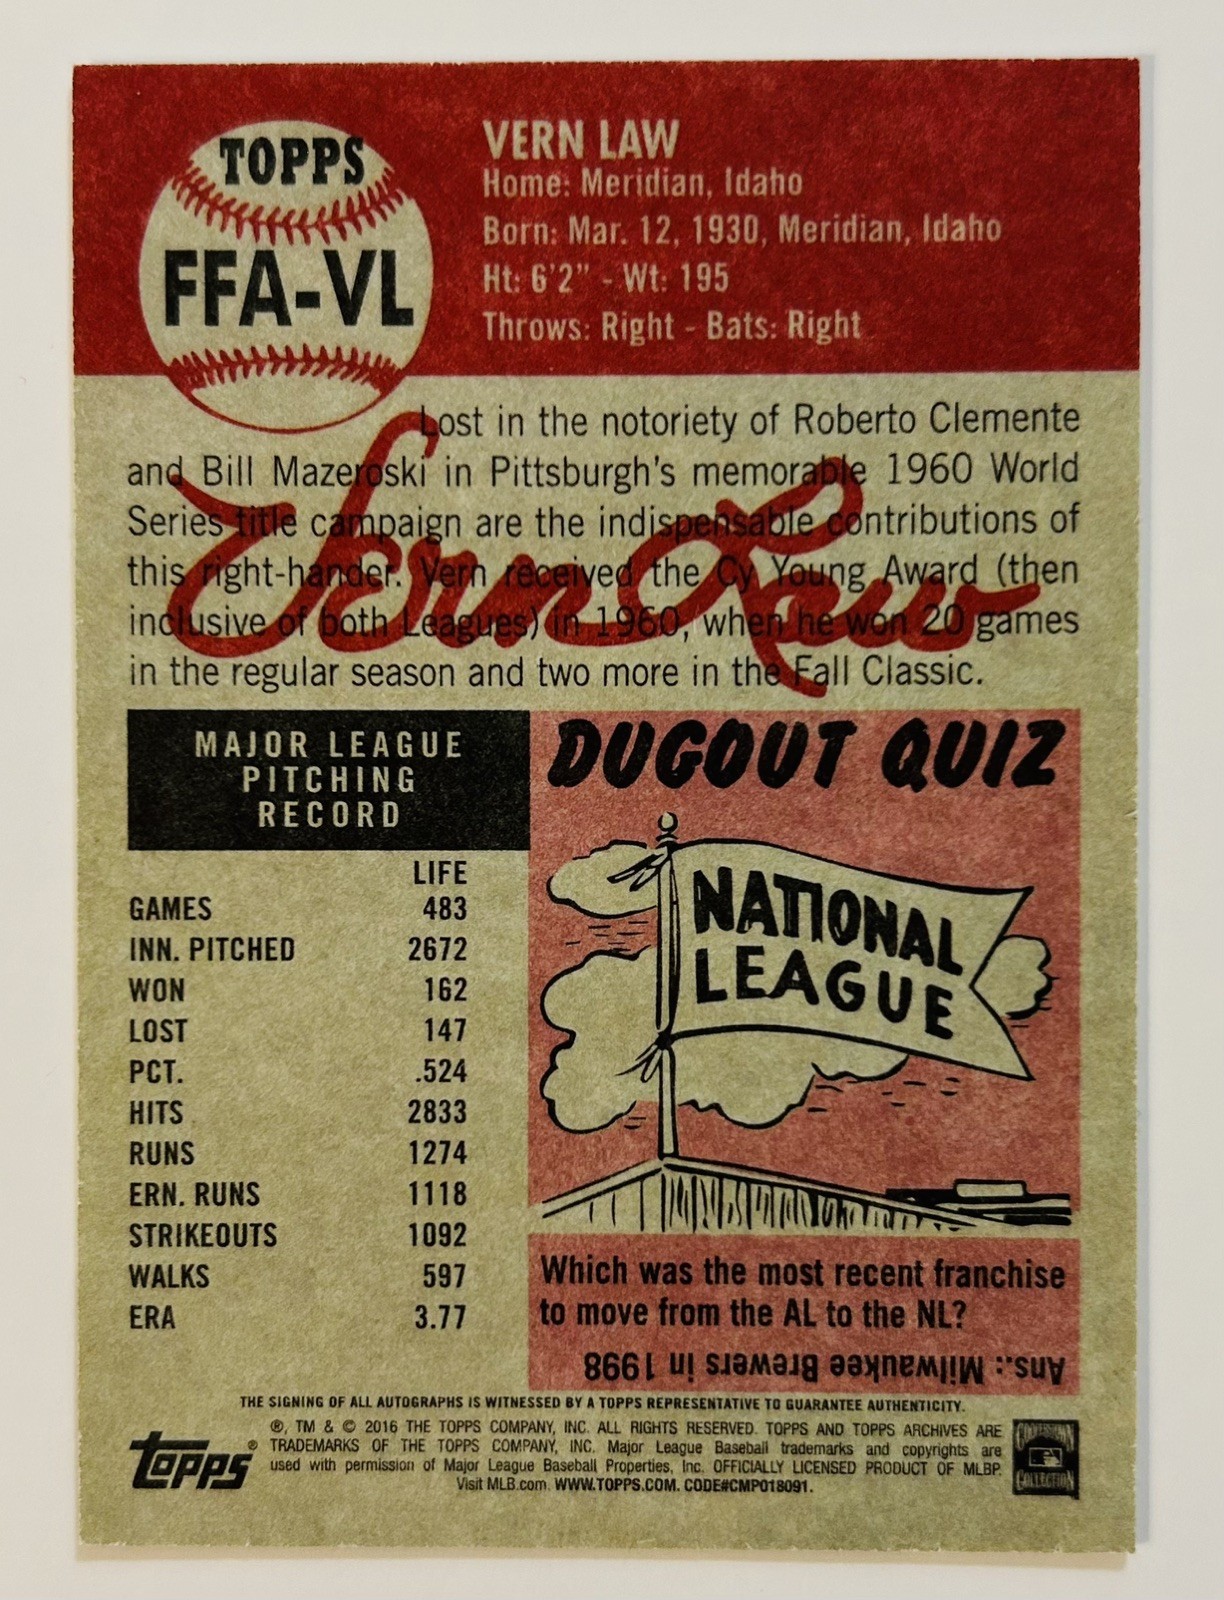 TOPPS
FFA-VL
VERN LAW
Home: Meridian, Idaho
Born: Mar. 12, 1930, Meridian, Idaho
Ht: 6'2" - Wt: 195
Throws: Right - Bats: Right
Lost in the notoriety of Roberto Clemente
and Bill Mazeroski in Pittsburgh's memorable 1960 World
Series title campaign are the indispensable contributions of
this right-hander. Vern received the Cy Young Award (then
inclusive of both Leagues) in 1960, when he won 20 games
in the regular season and two more in the Fall Classic.
Vern Law
MAJOR LEAGUE
PITCHING
RECORD
LIFE
GAMES 483
INN. PITCHED 2672
WON 162
LOST 147
PCT. .524
HITS 2833
RUNS 1274
ERN. RUNS 1118
STRIKEOUTS 1092
WALKS 597
ERA 3.77
DUGOUT QUIZ
NATIONAL
LEAGUE
Which was the most recent franchise
to move from the AL to the NL?
Ans.: Milwaukee Brewers in 1998
THE SIGNING OF ALL AUTOGRAPHS IS WITNESSED BY A TOPPS REPRESENTATIVE TO GUARANTEE AUTHENTICITY.
®, TM & © 2016 THE TOPPS COMPANY, INC. ALL RIGHTS RESERVED. TOPPS AND TOPPS ARCHIVES ARE
TRADEMARKS OF THE TOPPS COMPANY, INC. Major League Baseball trademarks and copyrights are
used with permission of Major League Baseball Properties, Inc. OFFICIALLY LICENSED PRODUCT OF MLBP.
Visit MLB.com. WWW.TOPPS.COM. CODE#CMP018091.
TOPPS®
COOPERSTOWN
COLLECTION